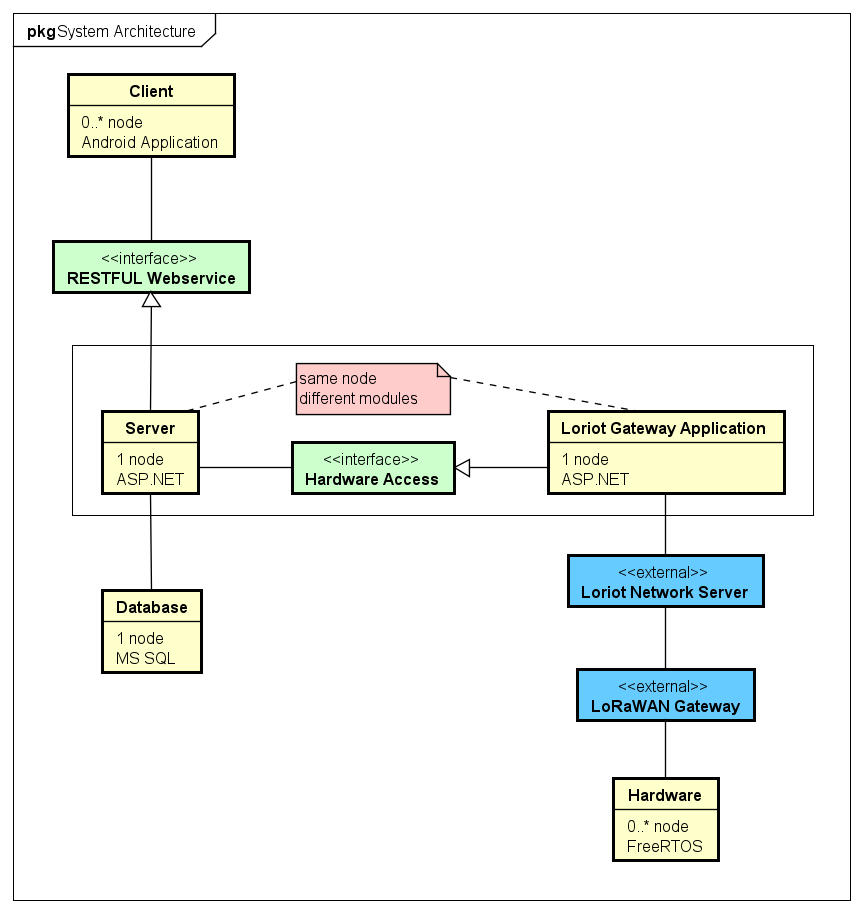 pkg System Architecture
Client
0..* node
Android Application
<<interface>>
RESTFUL Webservice
same node
different modules
Server
1 node
ASP.NET
<<interface>>
Hardware Access
Loriot Gateway Application
1 node
ASP.NET
<<external>>
Loriot Network Server
Database
1 node
MS SQL
<<external>>
LoRaWAN Gateway
Hardware
0..* node
FreeRTOS